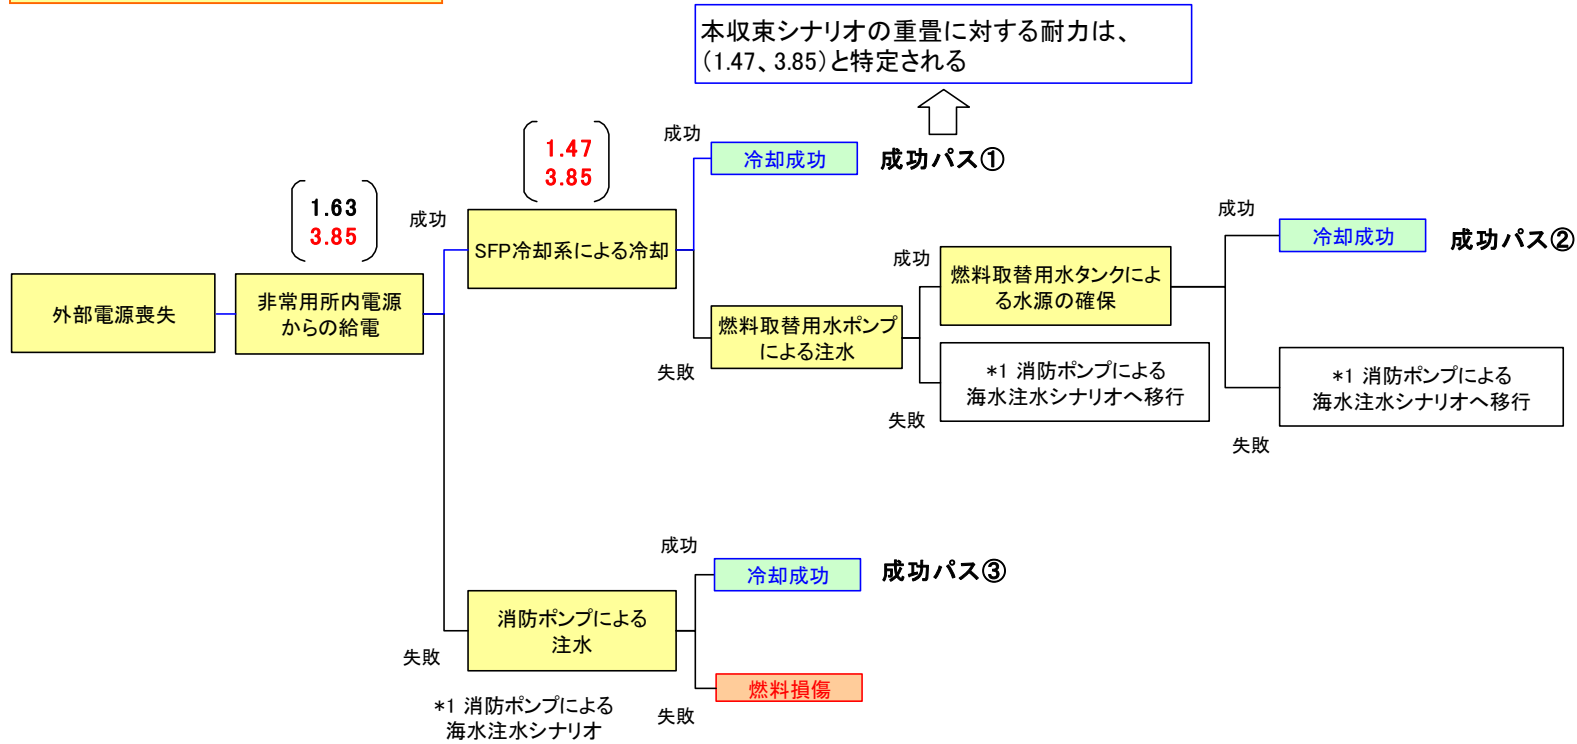 本収束シナリオの重畳に対する耐力は、
(1.47、3.85)と特定される
成功
1.47
3.85
冷却成功
成功パス①
1.63
3.85
成功
SFP冷却系による冷却
成功
冷却成功
成功パス②
成功
燃料取替用水タンクによ
る水源の確保
外部電源喪失
非常用所内電源
からの給電
燃料取替用水ポンプ
による注水
失敗
*1 消防ポンプによる
海水注水シナリオへ移行
失敗
*1 消防ポンプによる
海水注水シナリオへ移行
失敗
成功
冷却成功
成功パス③
消防ポンプによる
注水
失敗
燃料損傷
失敗
*1 消防ポンプによる
海水注水シナリオ